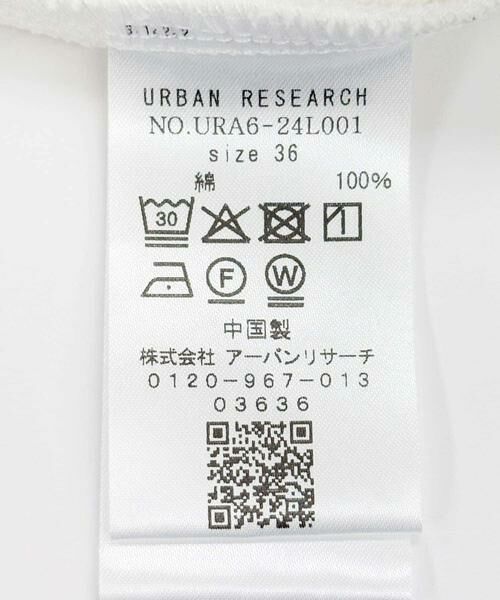 URBAN RESEARCH
NO.URA6-24L001
size 36
綿 100%
30
F W
中国製
株式会社 アーバンリサーチ
0120-967-013
03636